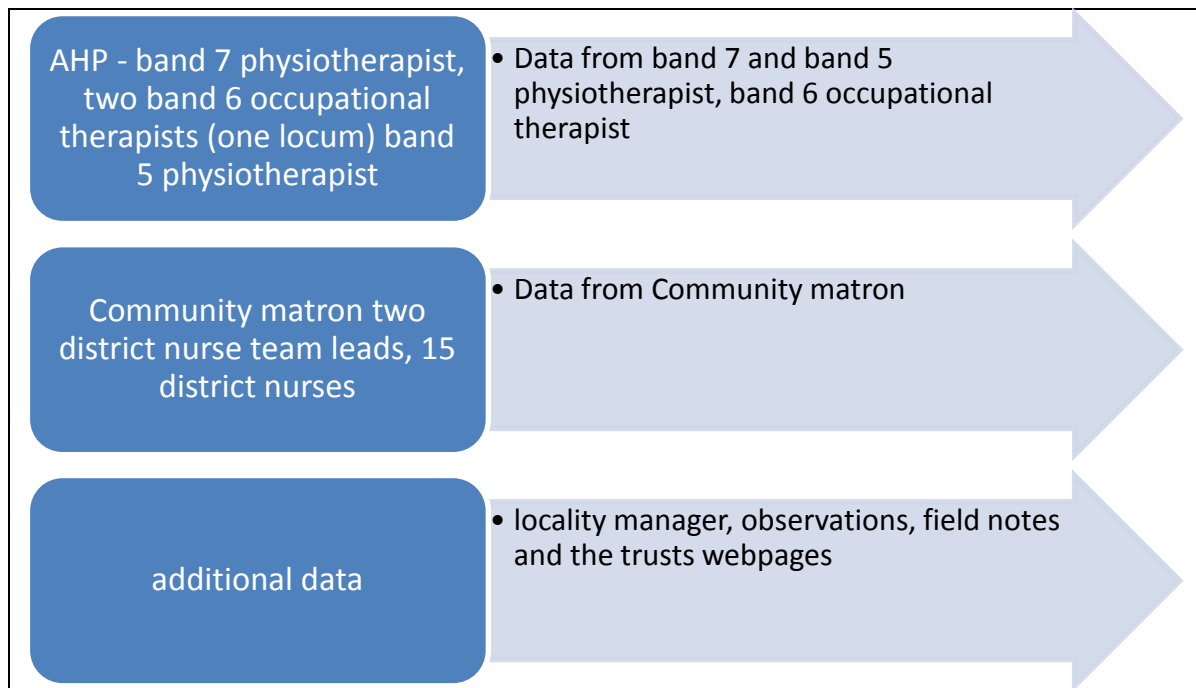 AHP - band 7 physiotherapist,
two band 6 occupational
therapists (one locum) band
5 physiotherapist
• Data from band 7 and band 5
physiotherapist, band 6 occupational
therapist
Community matron two
district nurse team leads, 15
district nurses
• Data from Community matron
additional data
• locality manager, observations, field notes
and the trusts webpages